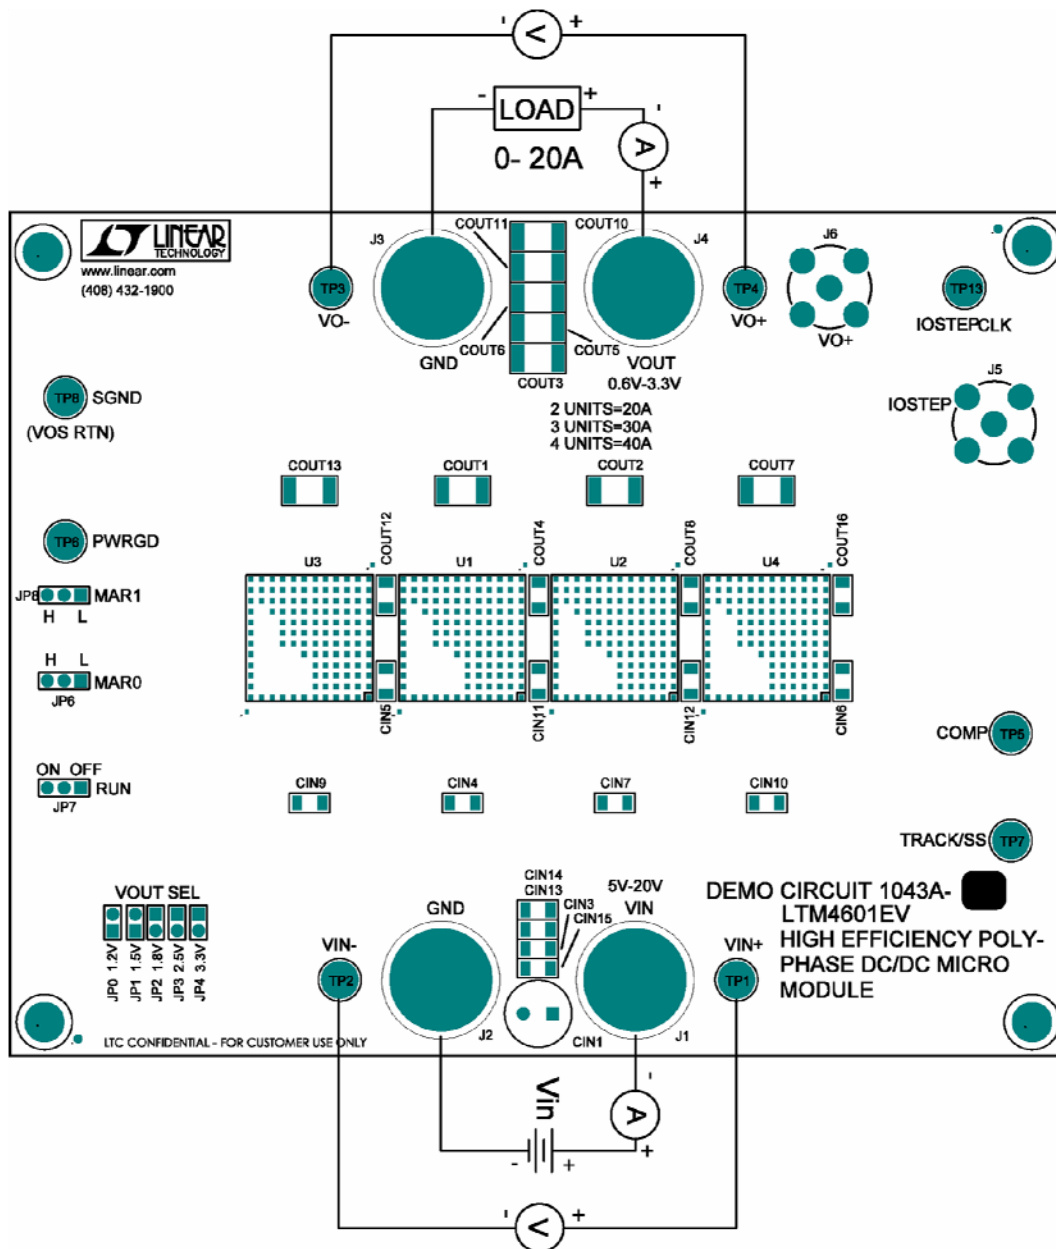 - V +
- LOAD + - A +
0- 20A
LINEAR
TECHNOLOGY
www.linear.com
(408) 432-1900
J3
COUT11
COUT10
J4
J6
TP3
VO-
TP4
VO+
VO+
TP13
IOSTEPCLK
COUT6
COUT5
GND
COUT3
VOUT
0.6V-3.3V
2 UNITS=20A
3 UNITS=30A
4 UNITS=40A
J5
IOSTEP
TP8 SGND
(VOS RTN)
COUT13
COUT1
COUT2
COUT7
TP6 PWRGD
COUT12
COUT4
COUT8
COUT16
U3
U1
U2
U4
JP8 MAR1
H L
H L
MAR0
JP6
CIN5
CIN11
CIN12
CIN6
COMP TP5
ON OFF
RUN
JP7
CIN9
CIN4
CIN7
CIN10
TRACK/SS TP7
VOUT SEL
JP0 1.2V
JP1 1.5V
JP2 1.8V
JP3 2.5V
JP4 3.3V
CIN14
CIN13
CIN3
CIN15
GND
5V-20V
VIN
VIN-
TP2
VIN+
TP1
DEMO CIRCUIT 1043A-
LTM4601EV
HIGH EFFICIENCY POLY-
PHASE DC/DC MICRO
MODULE
J2
CIN1
J1
LTC CONFIDENTIAL - FOR CUSTOMER USE ONLY
Vin
- +
- A +
- V +